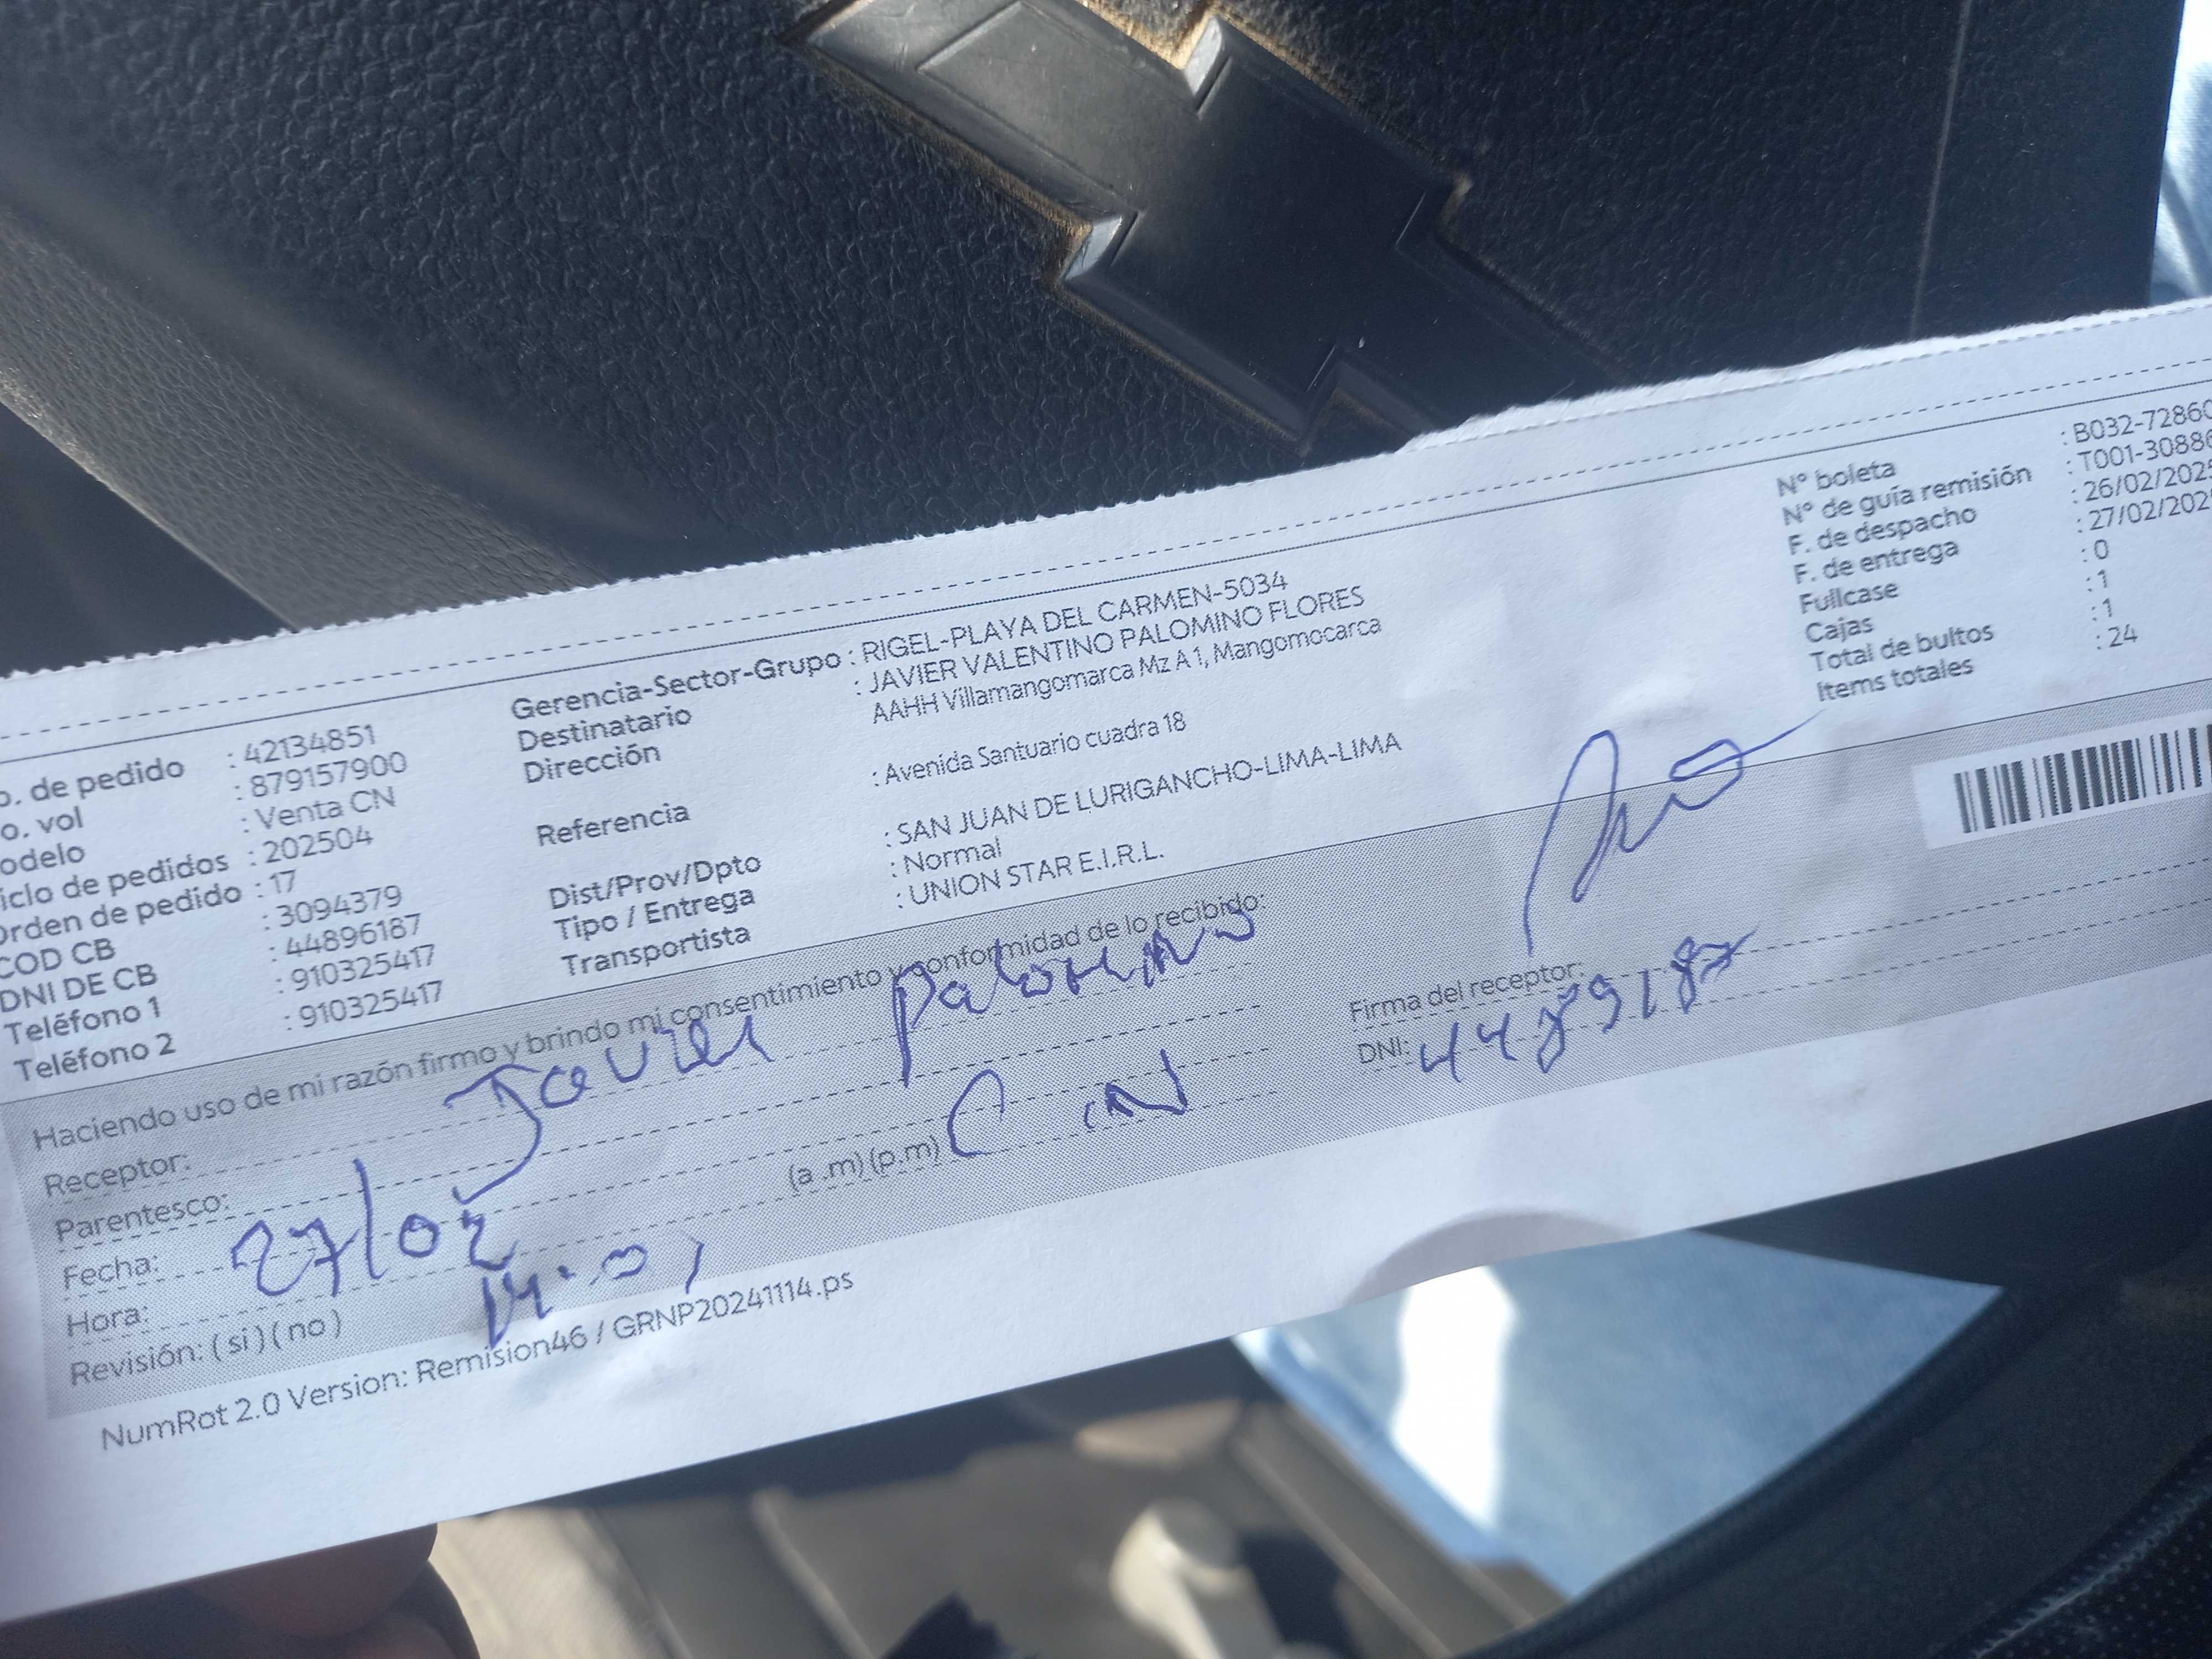 o. de pedido : 42134851
o. vol : 879157900
odelo : Venta CN
iclo de pedidos : 202504
Orden de pedido : 17
COD CB : 3094379
DNI DE CB : 44896187
Teléfono 1 : 910325417
Teléfono 2 : 910325417
Gerencia-Sector-Grupo : RIGEL-PLAYA DEL CARMEN-5034
Destinatario : JAVIER VALENTINO PALOMINO FLORES
Dirección AAHH Villamangomarca Mz A 1, Mangomocarca
Referencia : Avenida Santuario cuadra 18
Dist/Prov/Dpto : SAN JUAN DE LURIGANCHO-LIMA-LIMA
Tipo / Entrega : Normal
Transportista : UNION STAR E.I.R.L.
N° boleta : B032-72860
N° de guía remisión : T001-30886
F. de despacho : 26/02/2025
F. de entrega : 27/02/202
Fullcase : 0
Cajas : 1
Total de bultos : 1
Items totales : 24
Haciendo uso de mi razón firmo y brindo mi consentimiento y conformidad de lo recibido:
Receptor: Javier Palomino
Parentesco:
Fecha: 27/02
Hora: (a .m) (p.m)
Revisión: ( si ) ( no )
Firma del receptor:
DNI:
NumRot 2.0 Version: Remision46 / GRNP20241114.ps